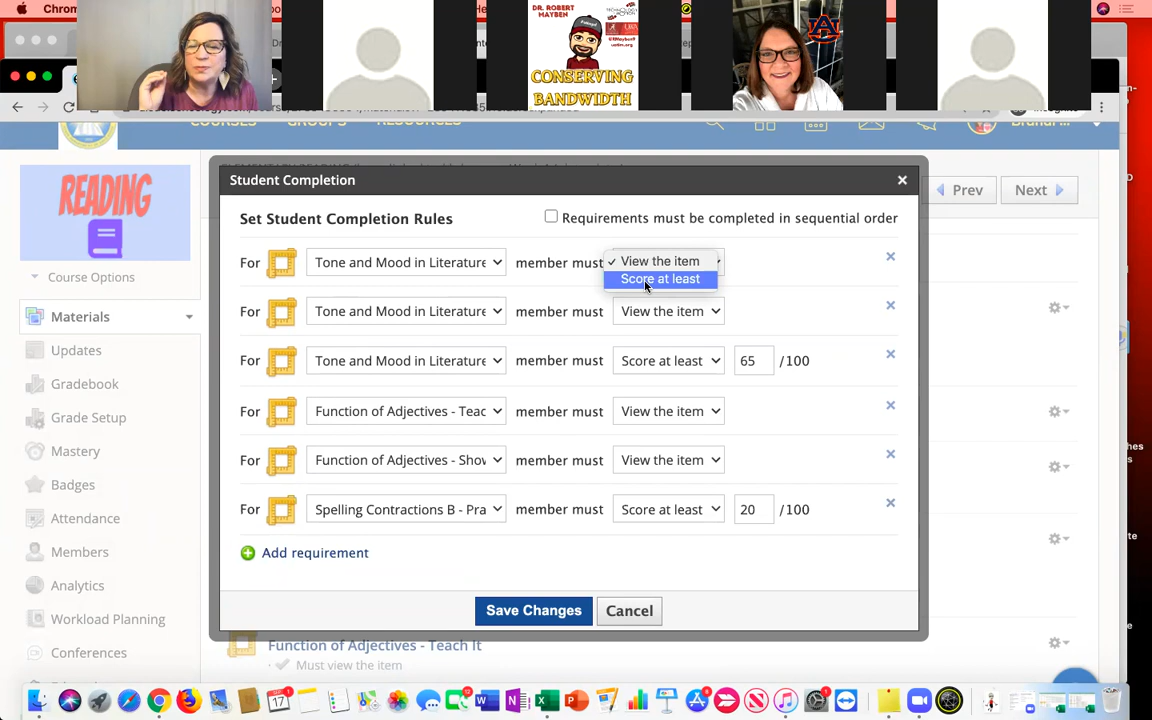 Chrom
Hel
DR. ROBERT
MAYBEN
CONSERVING
BANDWIDTH
COURSES
GROUPS
RESOURCES
READING
Course Options
Materials
Updates
Gradebook
Grade Setup
Mastery
Badges
Attendance
Members
Analytics
Workload Planning
Conferences
Prev
Next
Student Completion
Set Student Completion Rules
Requirements must be completed in sequential order
For Tone and Mood in Literature member must
View the item
Score at least
For Tone and Mood in Literature member must View the item
For Tone and Mood in Literature member must Score at least 65 /100
For Function of Adjectives - Teac member must View the item
For Function of Adjectives - Shov member must View the item
For Spelling Contractions B - Pra member must Score at least 20 /100
Add requirement
Save Changes
Cancel
Function of Adjectives - Teach It
Must view the item